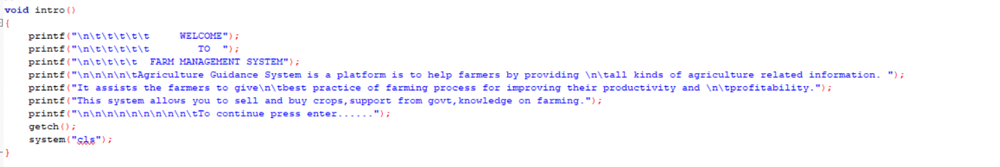 void intro()
{
    printf("\n\t\t\t\t\t     WELCOME");
    printf("\n\t\t\t\t\t        TO  ");
    printf("\n\t\t\t\t  FARM MANAGEMENT SYSTEM");
    printf("\n\n\n\n\tAgriculture Guidance System is a platform is to help farmers by providing \n\tall kinds of agriculture related information. ");
    printf("It assists the farmers to give\n\tbest practice of farming process for improving their productivity and \n\tprofitability.");
    printf("This system allows you to sell and buy crops,support from govt,knowledge on farming.");
    printf("\n\n\n\n\n\n\n\n\n\tTo continue press enter......");
    getch();
    system("cls");
}